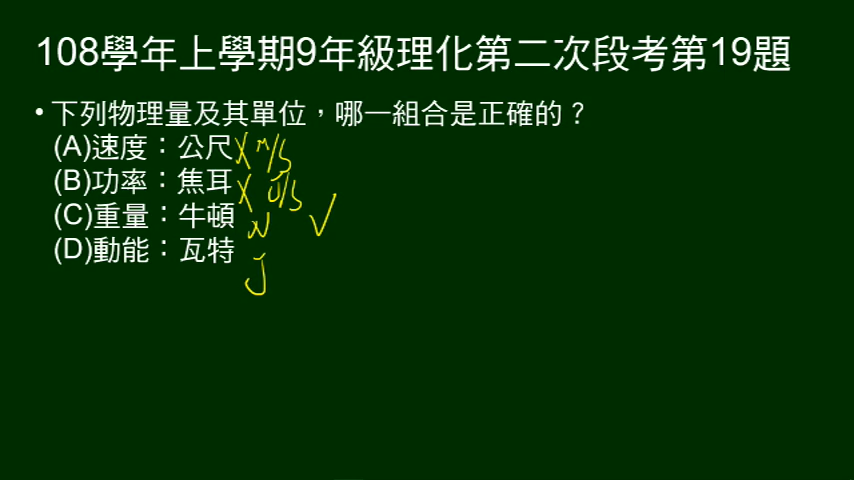 108學年上學期9年級理化第二次段考第19題
• 下列物理量及其單位，哪一組合是正確的？
(A)速度：公尺 X m/s
(B)功率：焦耳 X J/s
(C)重量：牛頓 N ✓
(D)動能：瓦特 J